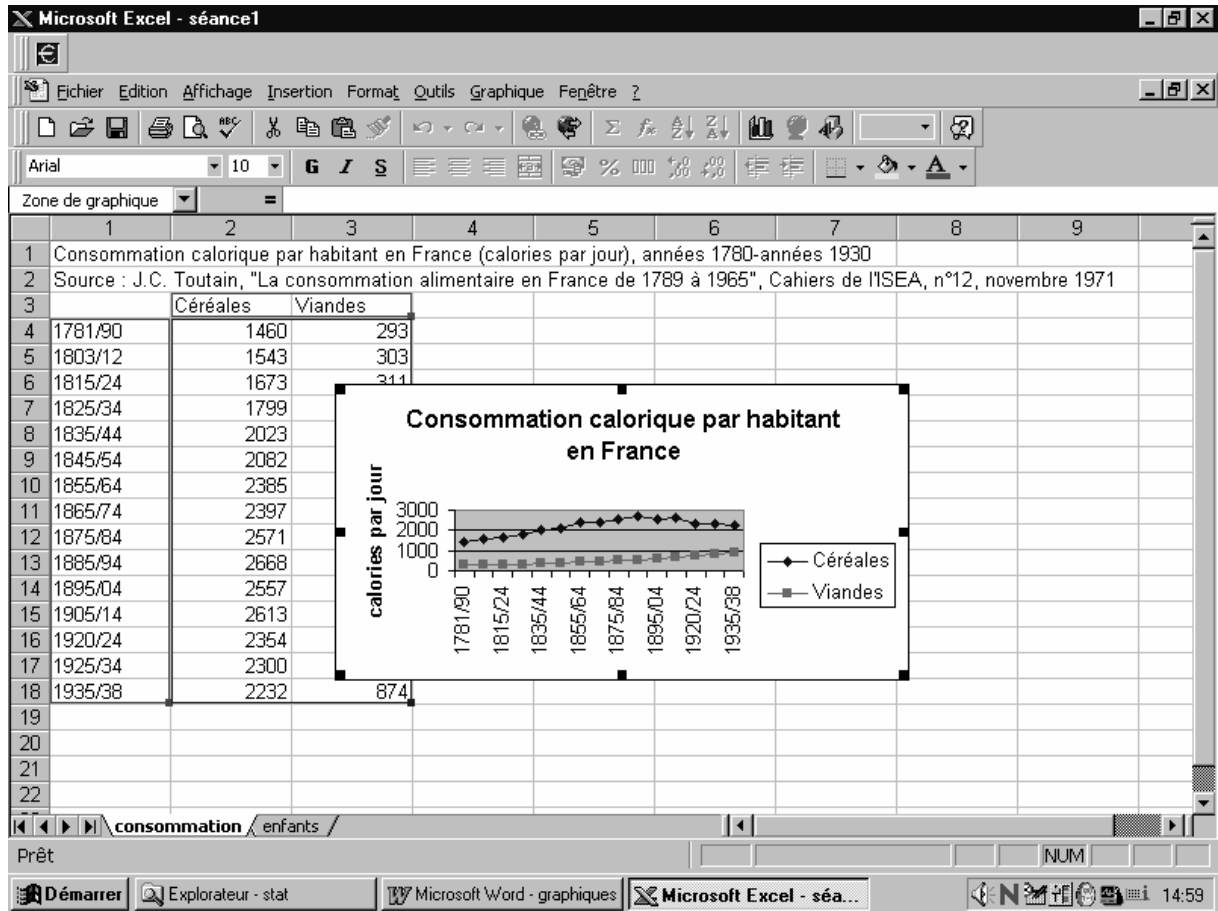 Microsoft Excel - séance1
€
Fichier Edition Affichage Insertion Format Outils Graphique Fenêtre ?
Arial 10 G I S
Zone de graphique =
1 2 3 4 5 6 7 8 9
1 Consommation calorique par habitant en France (calories par jour), années 1780-années 1930
2 Source : J.C. Toutain, "La consommation alimentaire en France de 1789 à 1965", Cahiers de l'ISEA, n°12, novembre 1971
3 Céréales Viandes
4 1781/90 1460 293
5 1803/12 1543 303
6 1815/24 1673 311
7 1825/34 1799
8 1835/44 2023
9 1845/54 2082
10 1855/64 2385
11 1865/74 2397
12 1875/84 2571
13 1885/94 2668
14 1895/04 2557
15 1905/14 2613
16 1920/24 2354
17 1925/34 2300
18 1935/38 2232 874
19
20
21
22
Consommation calorique par habitant
en France
calories par jour
3000
2000
1000
0
1781/90 1815/24 1835/44 1855/64 1875/84 1895/04 1920/24 1935/38
Céréales
Viandes
consommation enfants
Prêt NUM
Démarrer Explorateur - stat Microsoft Word - graphiques Microsoft Excel - séa... 14:59